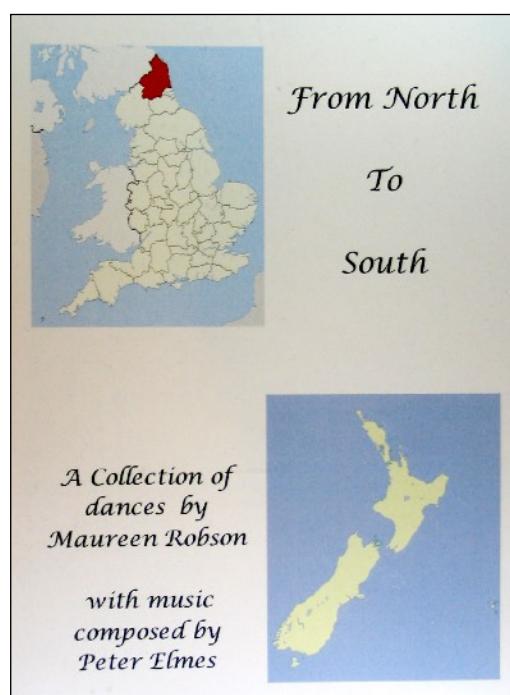 From North
To
South
A Collection of
dances by
Maureen Robson
with music
composed by
Peter Elmes